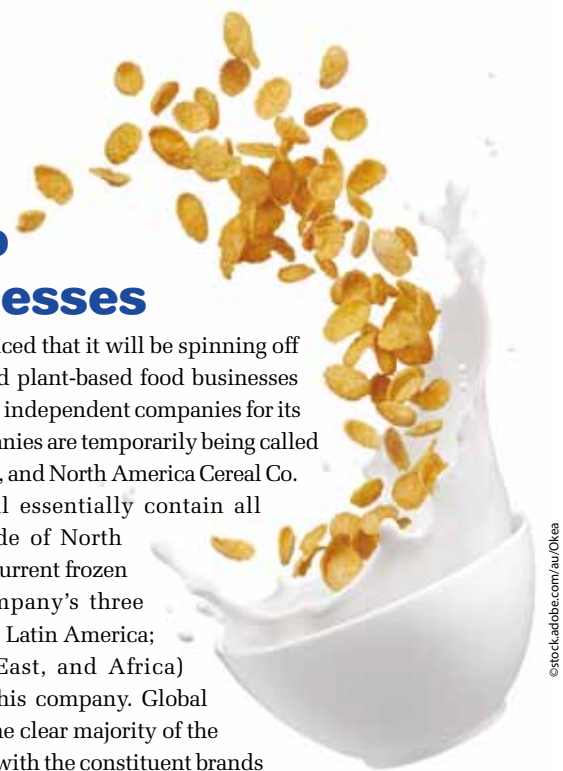 esses
ced that it will be spinning off
d plant-based food businesses
independent companies for its
anies are temporarily being called
, and North America Cereal Co.
l essentially contain all
de of North
urrent frozen
mpany's three
Latin America;
East, and Africa)
his company. Global
e clear majority of the
with the constituent brands
©stock.adobe.com/au/Okea